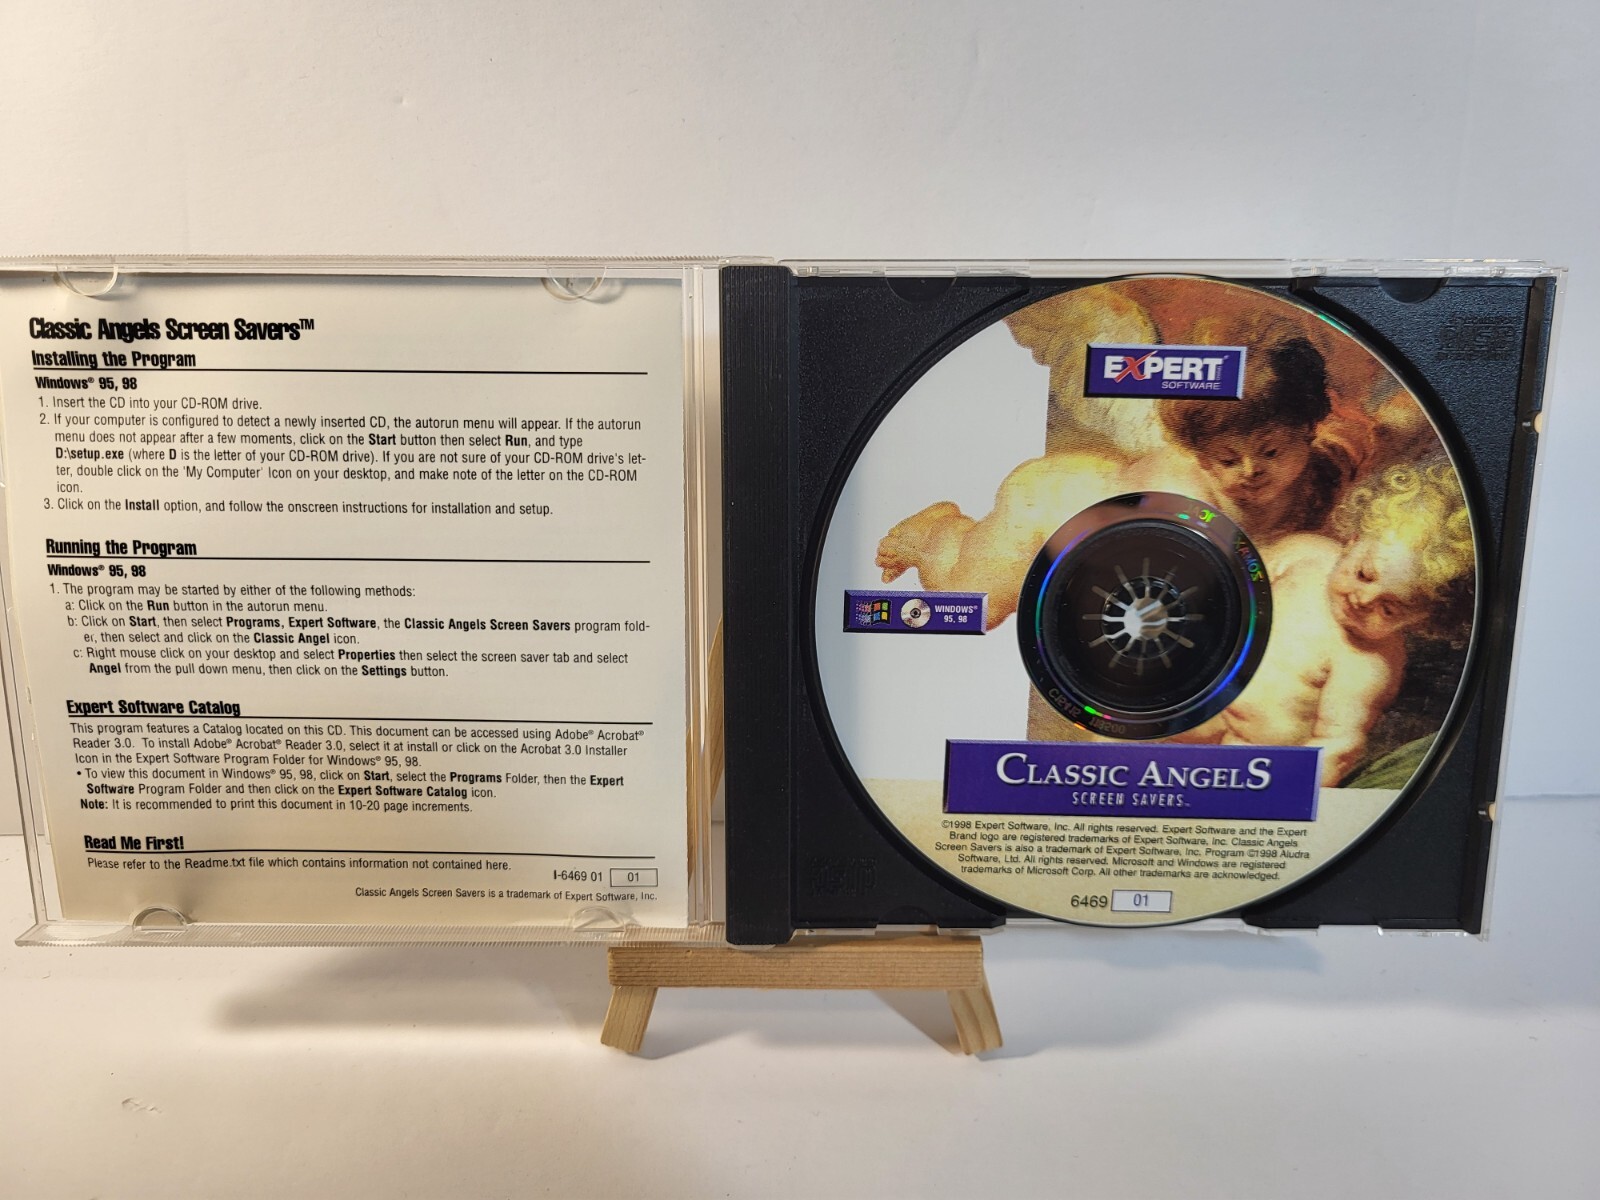 Classic Angels Screen Savers™
Installing the Program
Windows® 95, 98
1. Insert the CD into your CD-ROM drive.
2. If your computer is configured to detect a newly inserted CD, the autorun menu will appear. If the autorun
menu does not appear after a few moments, click on the Start button then select Run, and type
D:\setup.exe (where D is the letter of your CD-ROM drive). If you are not sure of your CD-ROM drive's let-
ter, double click on the 'My Computer' Icon on your desktop, and make note of the letter on the CD-ROM
icon.
3. Click on the Install option, and follow the onscreen instructions for installation and setup.
Running the Program
Windows® 95, 98
1. The program may be started by either of the following methods:
a: Click on the Run button in the autorun menu.
b: Click on Start, then select Programs, Expert Software, the Classic Angels Screen Savers program fold-
er, then select and click on the Classic Angel icon.
c: Right mouse click on your desktop and select Properties then select the screen saver tab and select
Angel from the pull down menu, then click on the Settings button.
Expert Software Catalog
This program features a Catalog located on this CD. This document can be accessed using Adobe® Acrobat®
Reader 3.0. To install Adobe® Acrobat® Reader 3.0, select it at install or click on the Acrobat 3.0 Installer
Icon in the Expert Software Program Folder for Windows® 95, 98.
• To view this document in Windows® 95, 98, click on Start, select the Programs Folder, then the Expert
Software Program Folder and then click on the Expert Software Catalog icon.
Note: It is recommended to print this document in 10-20 page increments.
Read Me First!
Please refer to the Readme.txt file which contains information not contained here.
I-6469 01 01
Classic Angels Screen Savers is a trademark of Expert Software, Inc.
EXPERT
SOFTWARE
WINDOWS®
95, 98
CLASSIC ANGELS
SCREEN SAVERS™
©1998 Expert Software, Inc. All rights reserved. Expert Software and the Expert
Brand logo are registered trademarks of Expert Software, Inc. Classic Angels
Screen Savers is also a trademark of Expert Software, Inc. Program ©1998 Aludra
Software, Ltd. All rights reserved. Microsoft and Windows are registered
trademarks of Microsoft Corp. All other trademarks are acknowledged.
6469 01